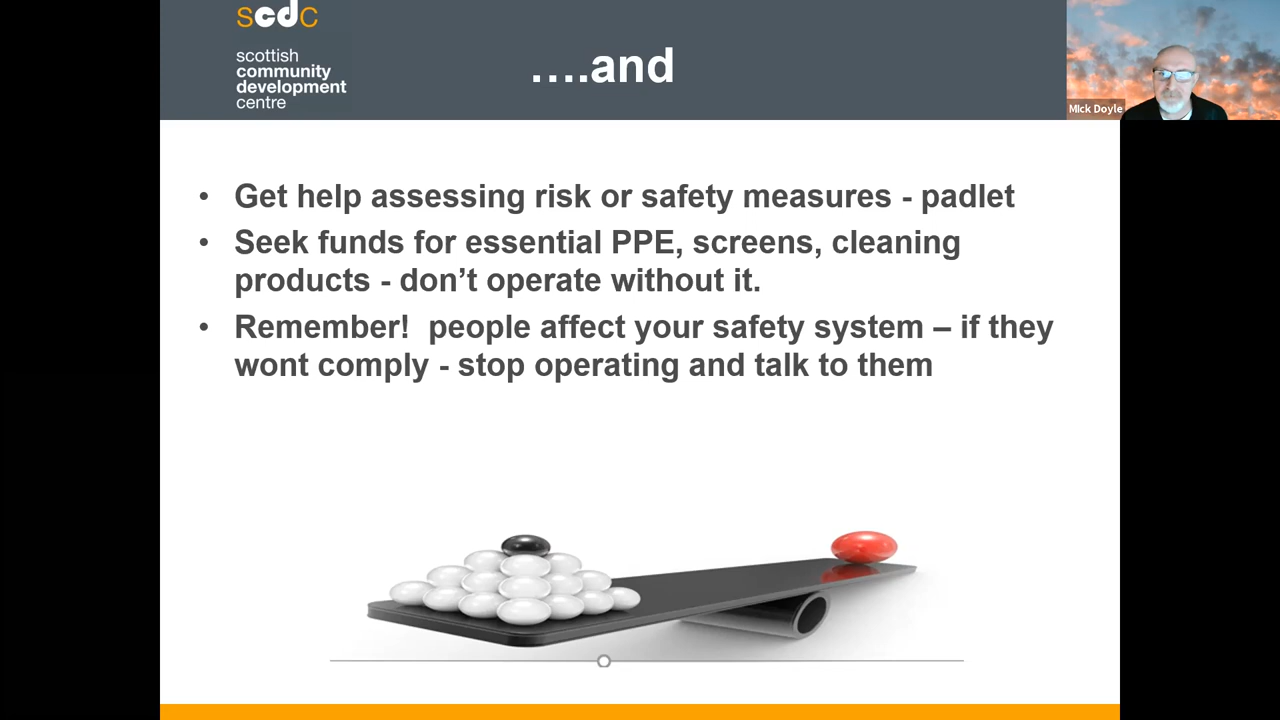 scdc
scottish
community
development
centre
….and
Mick Doyle
• Get help assessing risk or safety measures - padlet
• Seek funds for essential PPE, screens, cleaning
products - don’t operate without it.
• Remember!  people affect your safety system – if they
wont comply - stop operating and talk to them